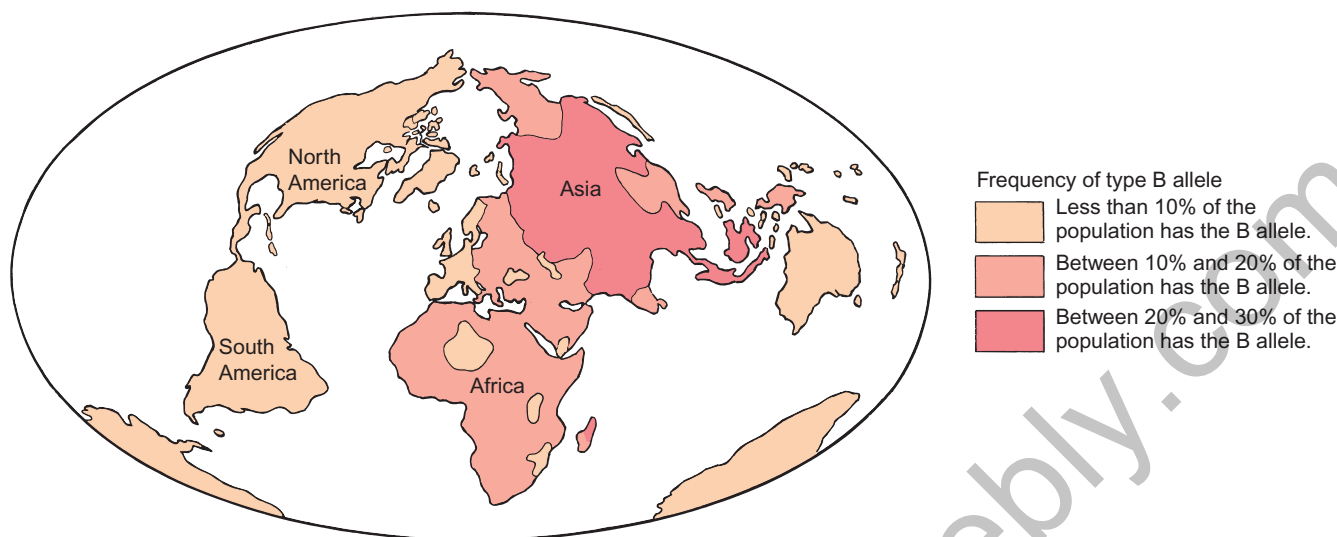 North
America
South
America
Asia
Africa
Frequency of type B allele
Less than 10% of the
population has the B allele.
Between 10% and 20% of the
population has the B allele.
Between 20% and 30% of the
population has the B allele.
ebly.com